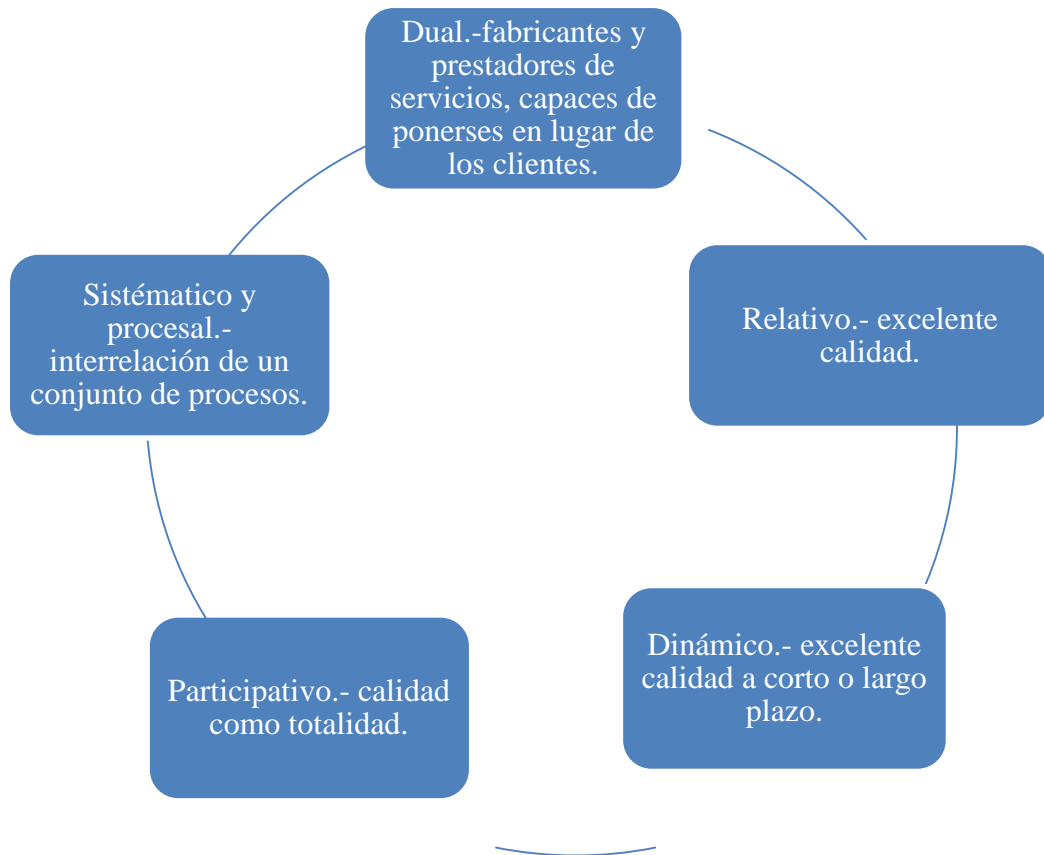 Dual.-fabricantes y
prestadores de
servicios, capaces de
ponerses en lugar de
los clientes.
Relativo.- excelente
calidad.
Dinámico.- excelente
calidad a corto o largo
plazo.
Participativo.- calidad
como totalidad.
Sistématico y
procesal.-
interrelación de un
conjunto de procesos.